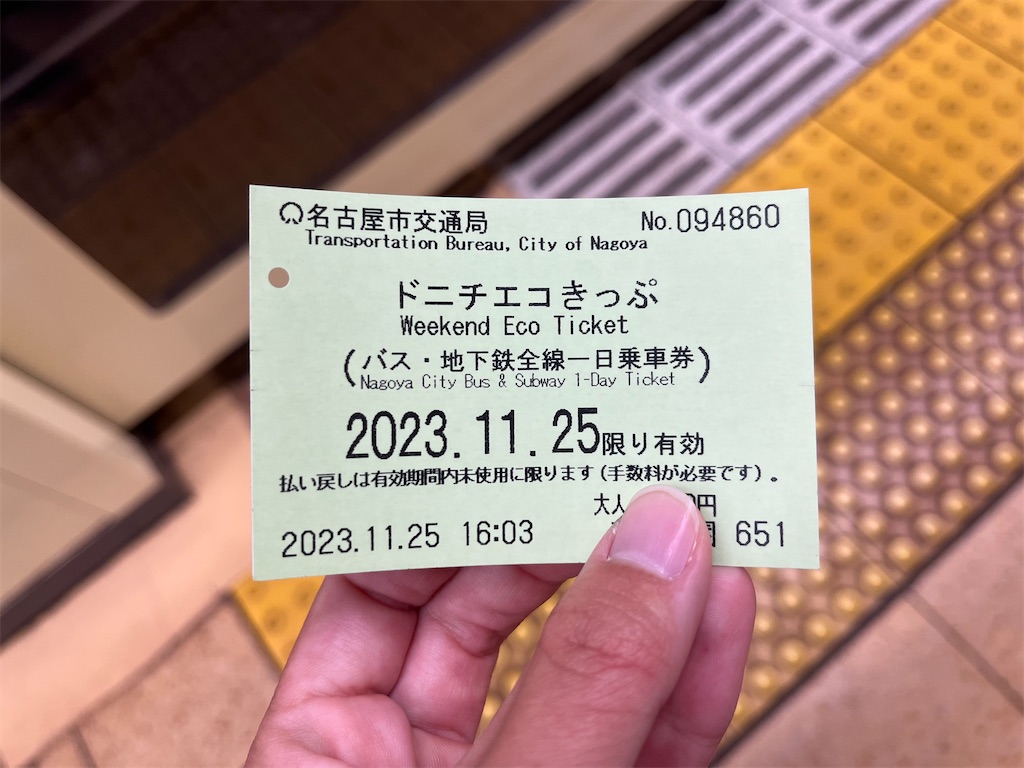 名古屋市交通局 No.094860
Transportation Bureau, City of Nagoya
ドニチエコきっぷ
Weekend Eco Ticket
(バス・地下鉄全線一日乗車券)
Nagoya City Bus & Subway 1-Day Ticket
2023.11.25限り有効
払い戻しは有効期間内未使用に限ります(手数料が必要です)。
大人 円
2023.11.25 16:03 651